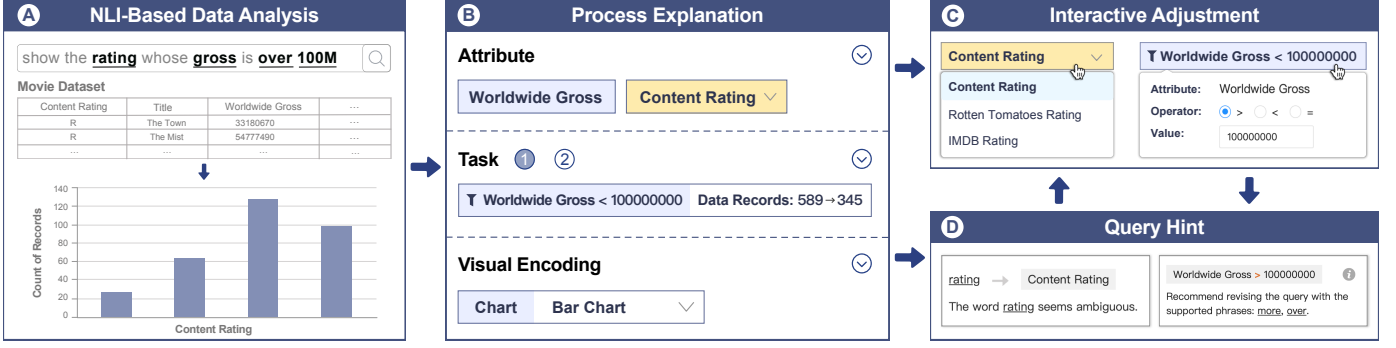 A NLI-Based Data Analysis
show the rating whose gross is over 100M
Movie Dataset
Content Rating Title Worldwide Gross ...
R The Town 33180670 ...
R The Mist 54777490 ...
... ... ... ...
140
120
100
80
60
40
20
0
Count of Records
Content Rating
B Process Explanation
Attribute
Worldwide Gross Content Rating
Task 1 2
Worldwide Gross < 100000000 Data Records: 589→345
Visual Encoding
Chart Bar Chart
C Interactive Adjustment
Content Rating
Content Rating
Rotten Tomatoes Rating
IMDB Rating
Worldwide Gross < 100000000
Attribute: Worldwide Gross
Operator: > < =
Value: 100000000
D Query Hint
rating → Content Rating
The word rating seems ambiguous.
Worldwide Gross > 100000000 i
Recommend revising the query with the
supported phrases: more, over.